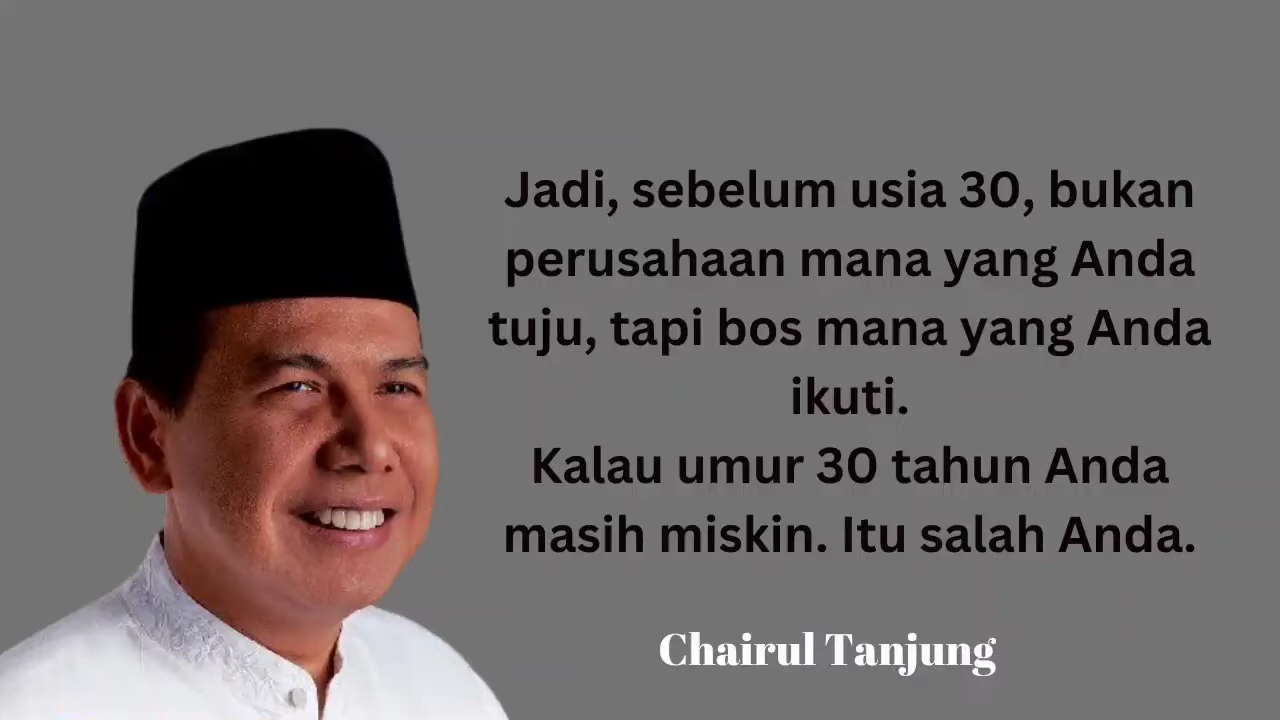 Jadi, sebelum usia 30, bukan
perusahaan mana yang Anda
tuju, tapi bos mana yang Anda
ikuti.
Kalau umur 30 tahun Anda
masih miskin. Itu salah Anda.
Chairul Tanjung